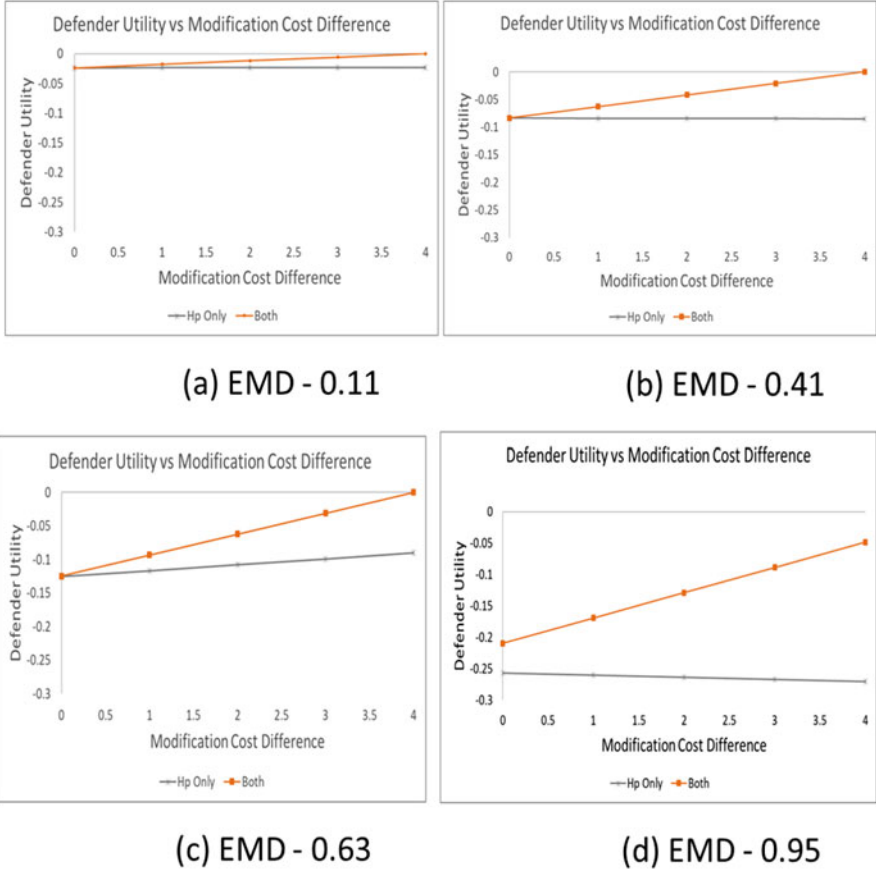 Defender Utility vs Modification Cost Difference
Defender Utility
0
-0.05
-0.1
-0.15
-0.2
-0.25
-0.3
0 0.5 1 1.5 2 2.5 3 3.5 4
Modification Cost Difference
Hp Only Both
(a) EMD - 0.11
Defender Utility vs Modification Cost Difference
Defender Utility
0
-0.05
-0.1
-0.15
-0.2
-0.25
-0.3
0 0.5 1 1.5 2 2.5 3 3.5 4
Modification Cost Difference
Hp Only Both
(b) EMD - 0.41
Defender Utility vs Modification Cost Difference
Defender Utility
0
-0.05
-0.1
-0.15
-0.2
-0.25
-0.3
0 0.5 1 1.5 2 2.5 3 3.5 4
Modification Cost Difference
Hp Only Both
(c) EMD - 0.63
Defender Utility vs Modification Cost Difference
Defender Utility
0
-0.05
-0.1
-0.15
-0.2
-0.25
-0.3
0 0.5 1 1.5 2 2.5 3 3.5 4
Modification Cost Difference
Hp Only Both
(d) EMD - 0.95